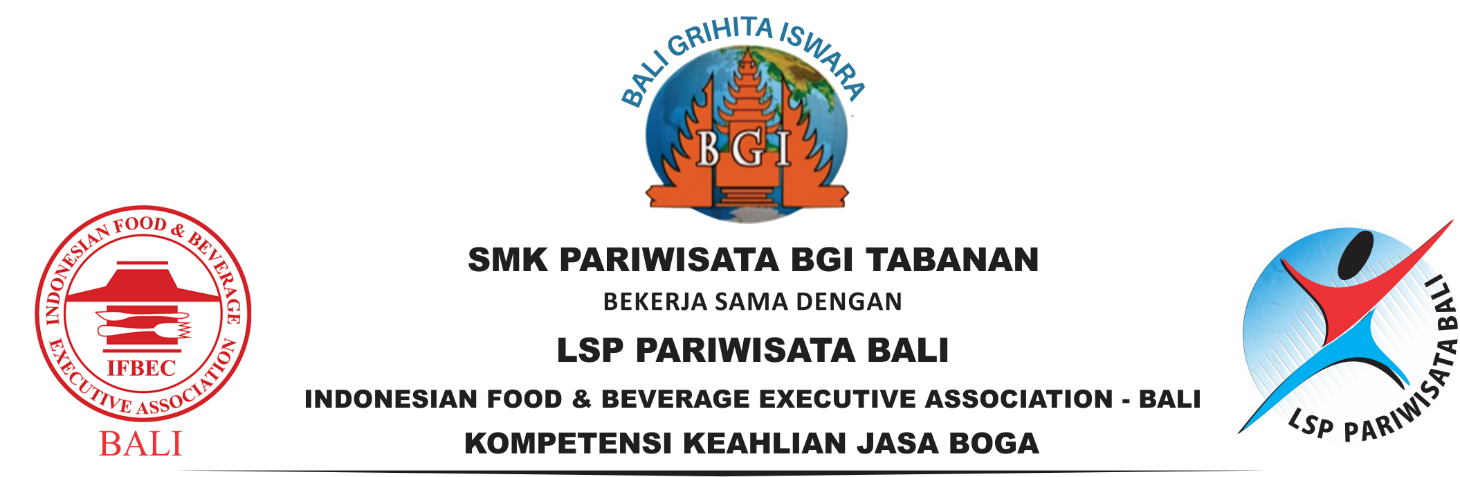 BALI GRIHITA ISWARA
BGI
SMK PARIWISATA BGI TABANAN
BEKERJA SAMA DENGAN
LSP PARIWISATA BALI
INDONESIAN FOOD & BEVERAGE EXECUTIVE ASSOCIATION - BALI
KOMPETENSI KEAHLIAN JASA BOGA
INDONESIAN FOOD & BEVERAGE
EXECUTIVE ASSOCIATION
IFBEC
BALI
LSP PARIWISATA BALI